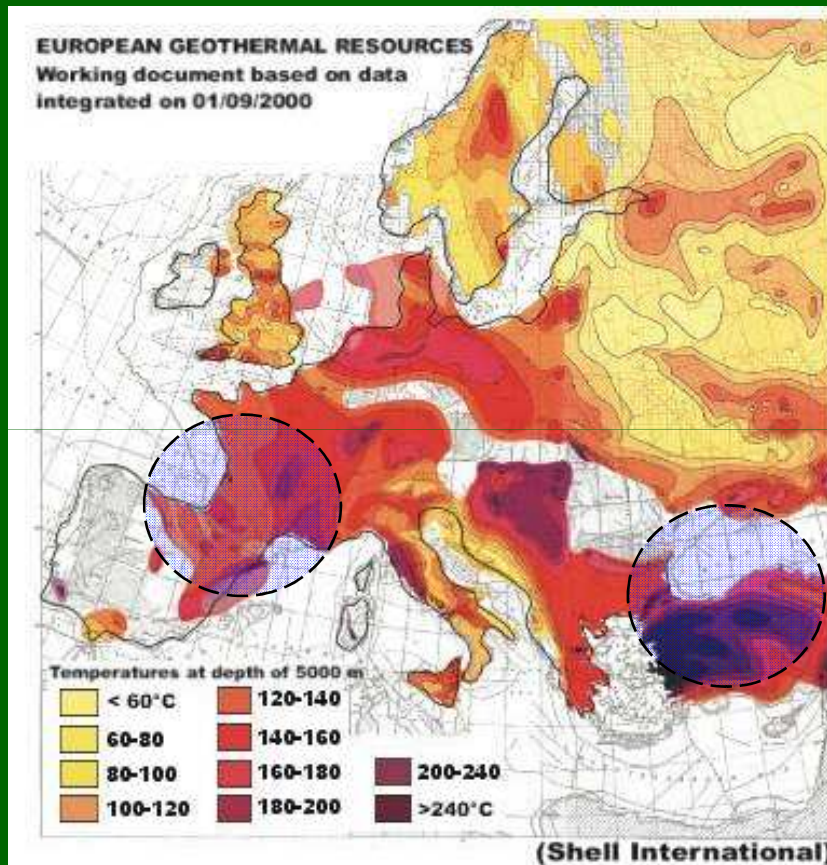 EUROPEAN GEOTHERMAL RESOURCES
Working document based on data
integrated on 01/09/2000
Temperatures at depth of 5000 m
< 60°C
60-80
80-100
100-120
120-140
140-160
160-180
180-200
200-240
>240°C
(Shell International)